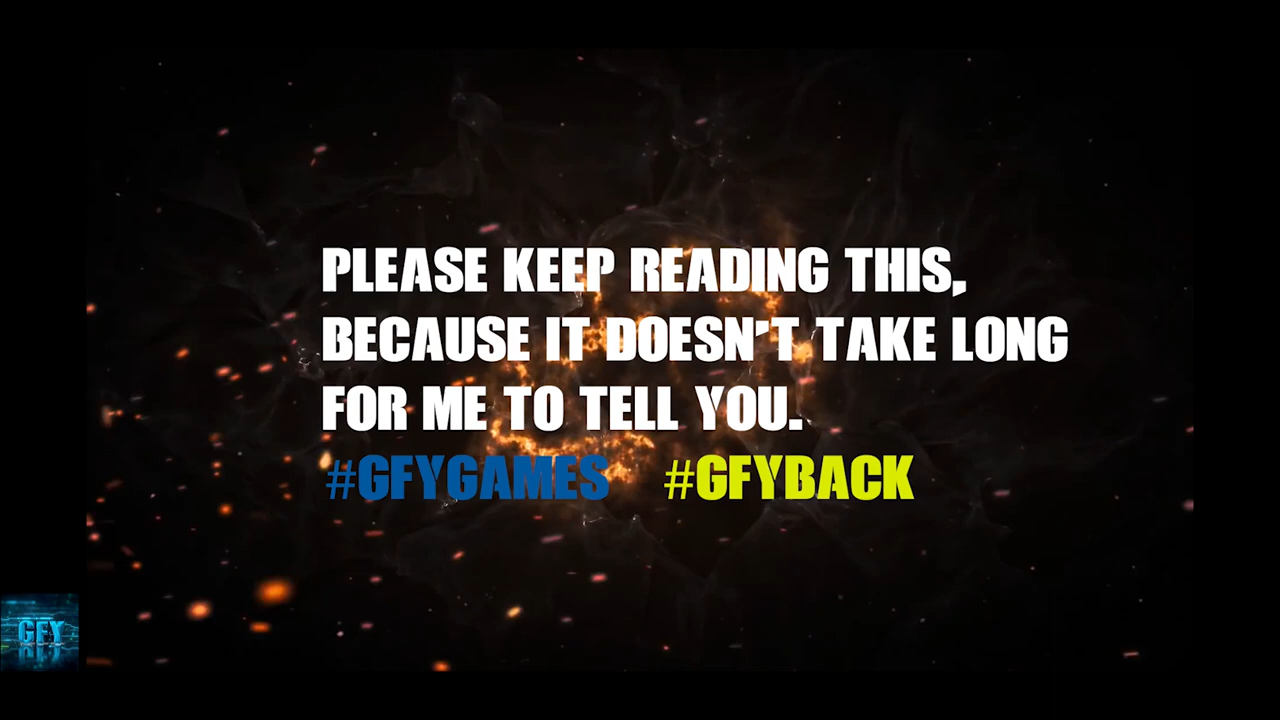 PLEASE KEEP READING THIS,
BECAUSE IT DOESN'T TAKE LONG
FOR ME TO TELL YOU.
#GFYGAMES #GFYBACK
GFY